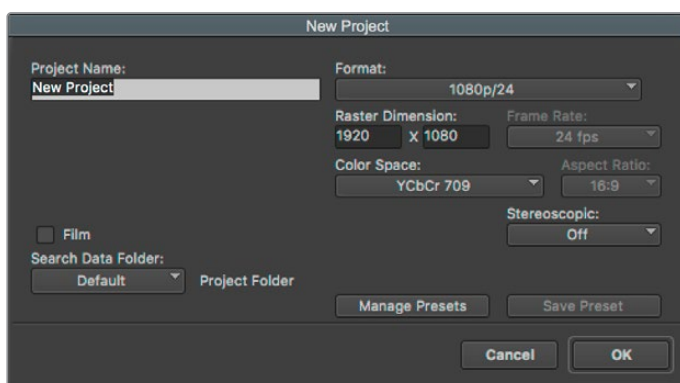 New Project
Project Name:
New Project
Format:
1080p/24
Raster Dimension:
1920 X 1080
Frame Rate:
24 fps
Color Space:
YCbCr 709
Aspect Ratio:
16:9
Stereoscopic:
Off
Film
Search Data Folder:
Default
Project Folder
Manage Presets
Save Preset
Cancel
OK